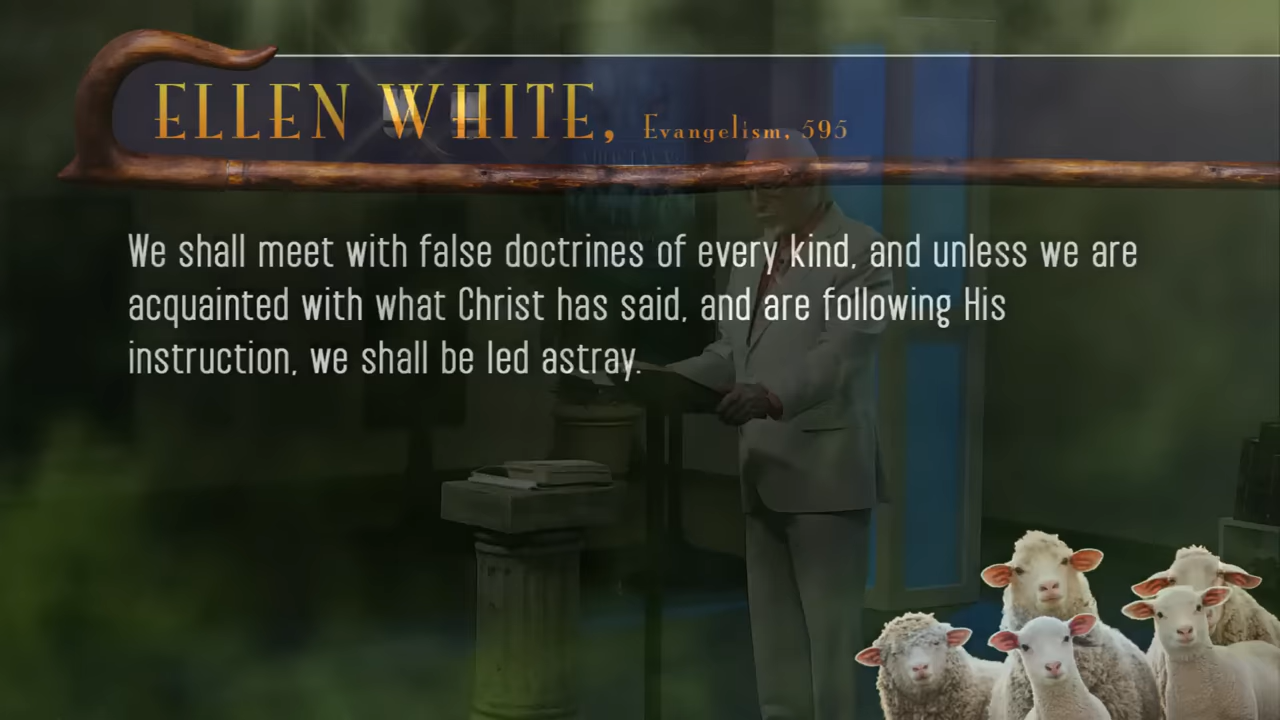 ELLEN WHITE, Evangelism, 595
We shall meet with false doctrines of every kind, and unless we are
acquainted with what Christ has said, and are following His
instruction, we shall be led astray.